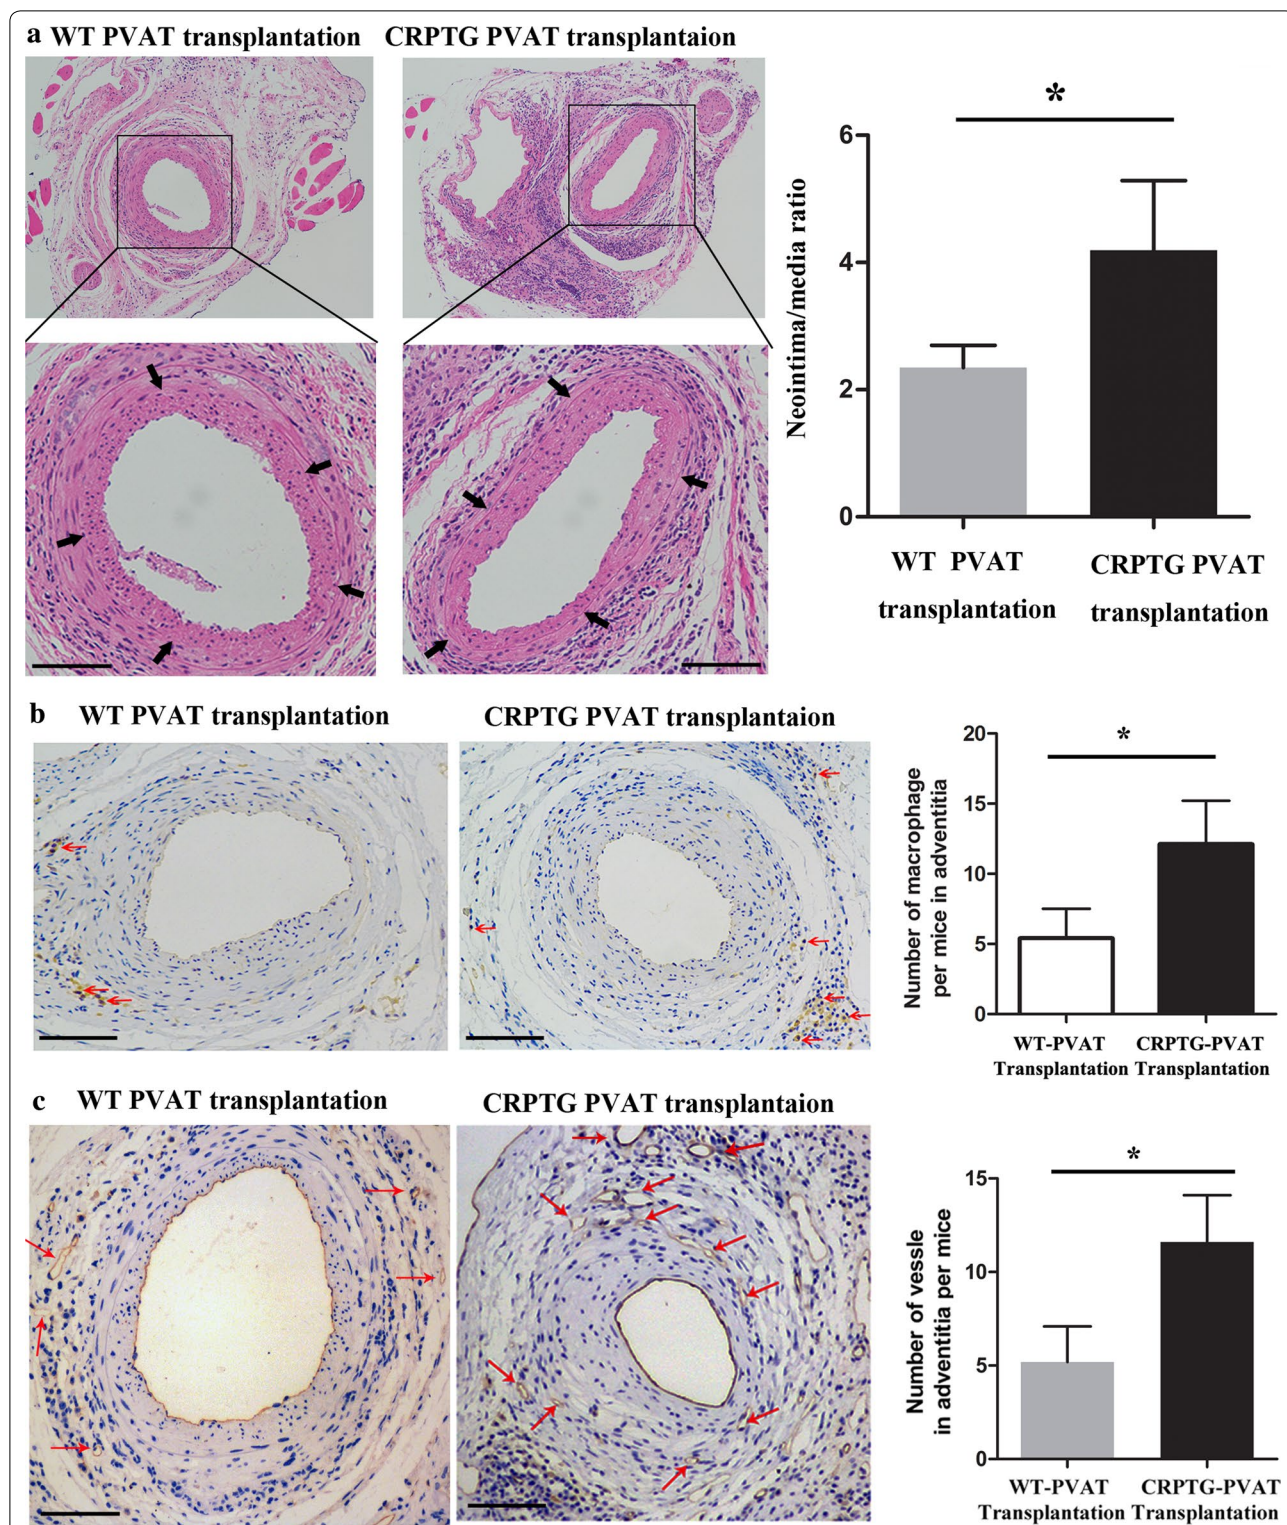 a WT PVAT transplantation
CRPTG PVAT transplantaion
*
6
4
2
0
Neointima/media ratio
WT PVAT
transplantation
CRPTG PVAT
transplantation
b WT PVAT transplantation
CRPTG PVAT transplantaion
*
20
15
10
5
0
Number of macrophage
per mice in adventitia
WT-PVAT
Transplantation
CRPTG-PVAT
Transplantation
c WT PVAT transplantation
CRPTG PVAT transplantaion
*
15
10
5
0
Number of vessle
in adventitia per mice
WT-PVAT
Transplantation
CRPTG-PVAT
Transplantation